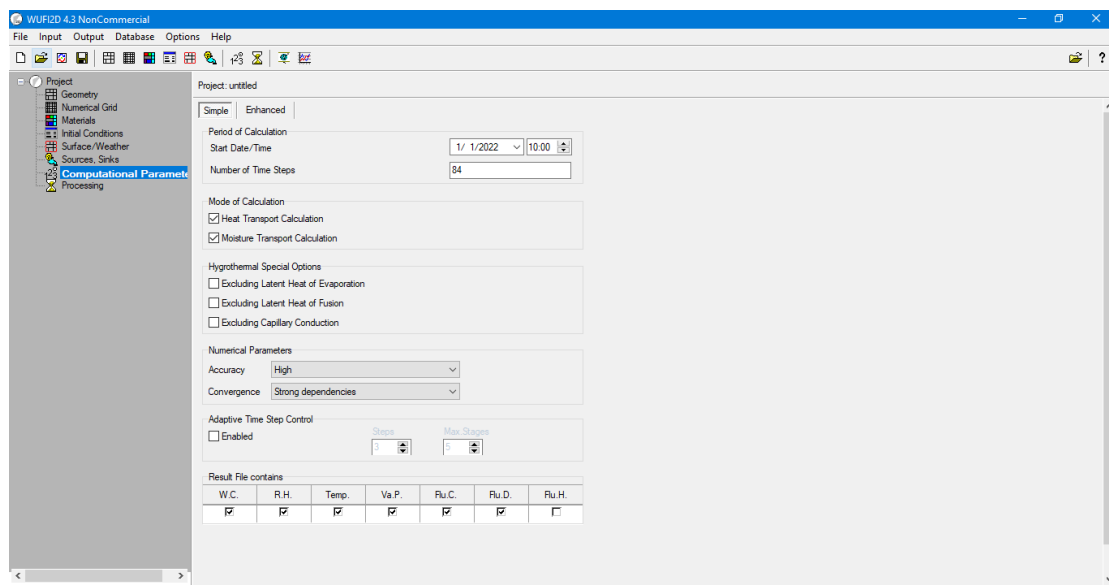 WUFI2D 4.3 NonCommercial
File Input Output Database Options Help
Project
Geometry
Numerical Grid
Materials
Initial Conditions
Surface/Weather
Sources, Sinks
Computational Paramete
Processing
Project: untitled
Simple Enhanced
Period of Calculation
Start Date/Time 1/ 1/2022 10:00
Number of Time Steps 84
Mode of Calculation
Heat Transport Calculation
Moisture Transport Calculation
Hygrothermal Special Options
Excluding Latent Heat of Evaporation
Excluding Latent Heat of Fusion
Excluding Capillary Conduction
Numerical Parameters
Accuracy High
Convergence Strong dependencies
Adaptive Time Step Control
Enabled
Steps Max Stages
3 5
Result File contains
W.C. R.H. Temp. Va.P. Flu.C. Flu.D. Flu.H.